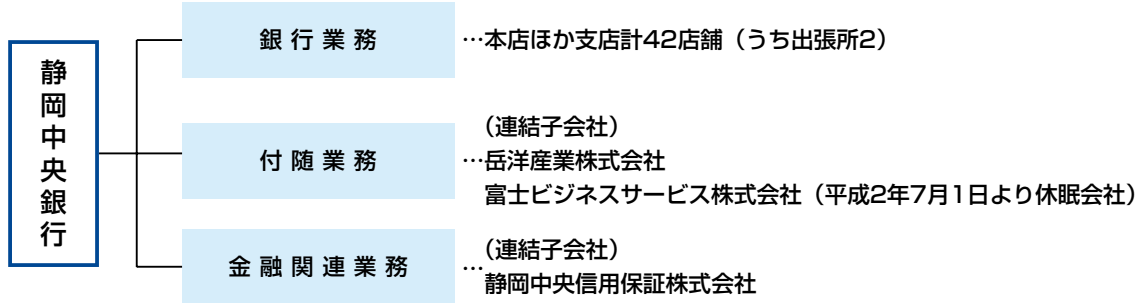 静岡中央銀行
銀行業務
…本店ほか支店計42店舗（うち出張所2）
付随業務
（連結子会社）
…岳洋産業株式会社
富士ビジネスサービス株式会社（平成2年7月1日より休眠会社）
金融関連業務
（連結子会社）
…静岡中央信用保証株式会社